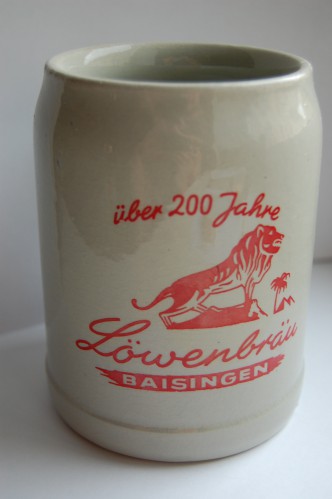 über 200 Jahre
Löwenbräu
BAISINGEN